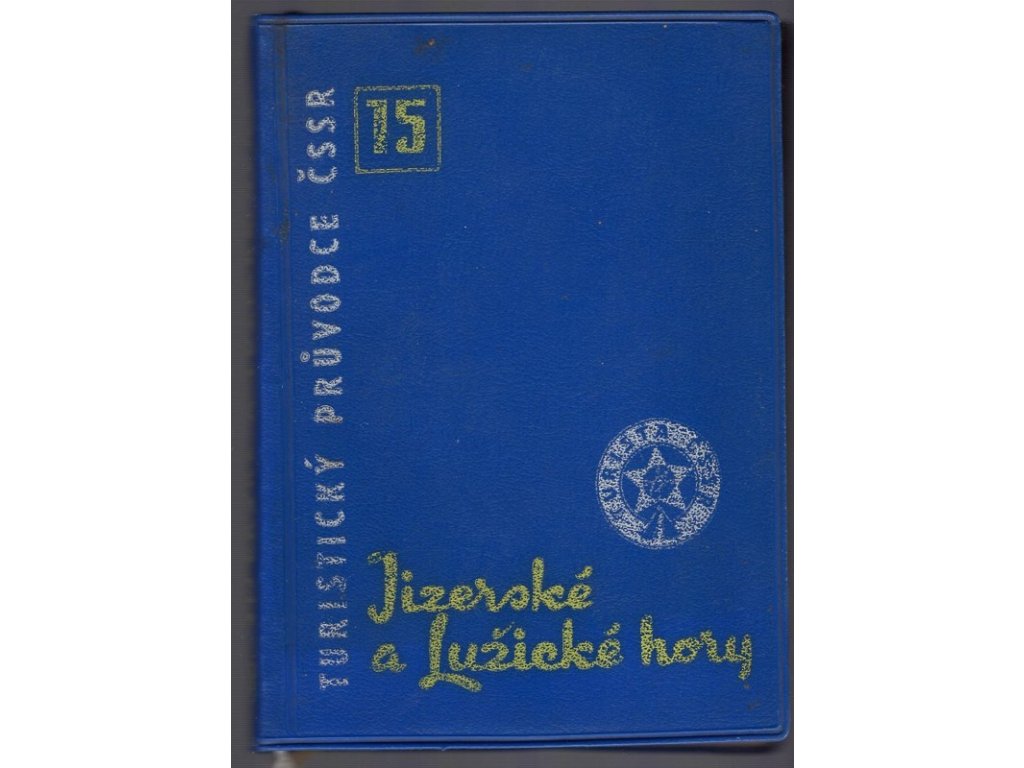 TURISTICKÝ PRŮVODCE ČSSR
15
Jizerské
a Lužické hory